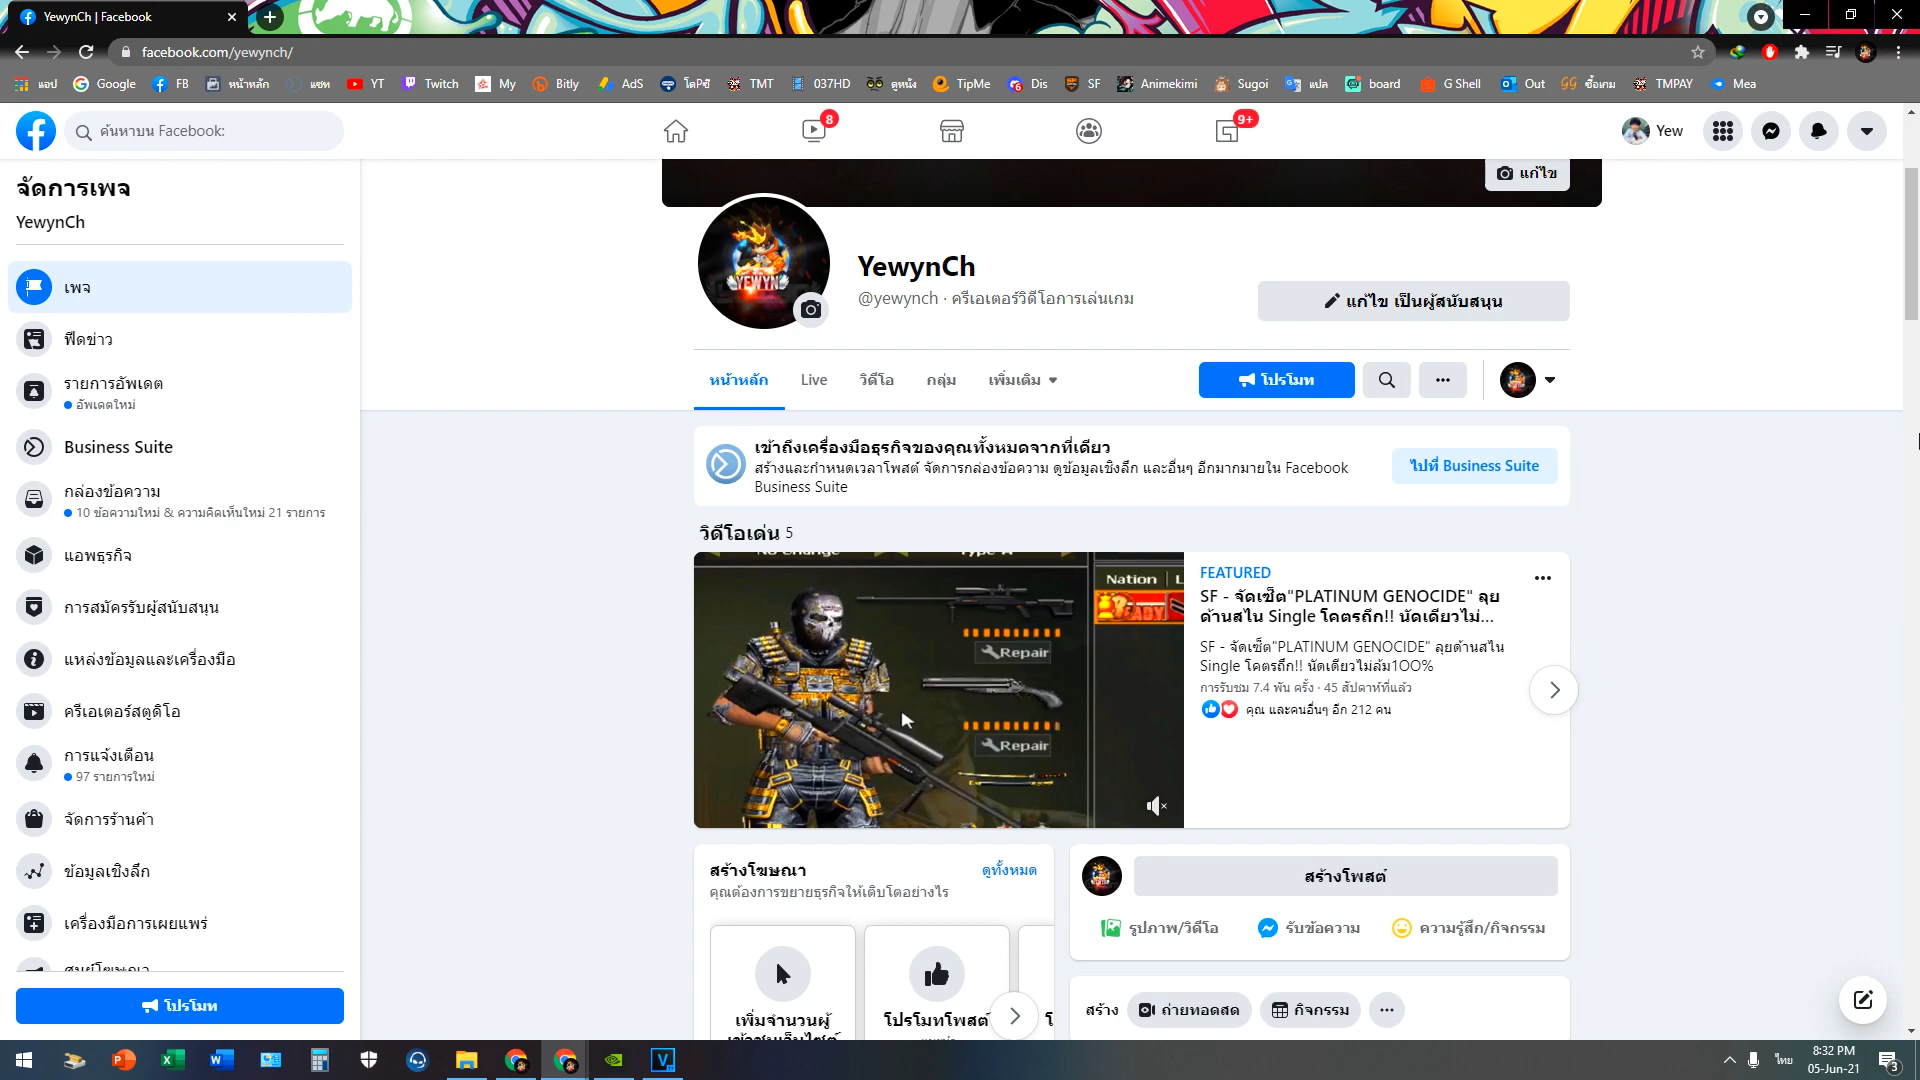 YewynCh | Facebook
facebook.com/yewynch/
แอป
Google
FB
หน้าหลัก
แชท
YT
Twitch
My
Bitly
AdS
TMT
037HD
ดูหนัง
TipMe
Dis
SF
Animekimi
Sugoi
แปล
board
G Shell
Out
ซื้อเกม
TMPAY
Mea
ค้นหาบน Facebook:
8
9+
Yew
จัดการเพจ
YewynCh
เพจ
ฟีดข่าว
รายการอัพเดต
อัพเดตใหม่
Business Suite
กล่องข้อความ
10 ข้อความใหม่ & ความคิดเห็นใหม่ 21 รายการ
แอพธุรกิจ
การสมัครรับผู้สนับสนุน
แหล่งข้อมูลและเครื่องมือ
ครีเอเตอร์สตูดิโอ
การแจ้งเตือน
97 รายการใหม่
จัดการร้านค้า
ข้อมูลเชิงลึก
เครื่องมือการเผยแพร่
ศูนย์โฆษณา
โปรโมท
แก้ไข
YEWYN
YewynCh
@yewynch · ครีเอเตอร์วิดีโอการเล่นเกม
แก้ไข เป็นผู้สนับสนุน
หน้าหลัก
Live
วิดีโอ
กลุ่ม
เพิ่มเติม
โปรโมท
เข้าถึงเครื่องมือธุรกิจของคุณทั้งหมดจากที่เดียว
สร้างและกำหนดเวลาโพสต์ จัดการกล่องข้อความ ดูข้อมูลเชิงลึก และอื่นๆ อีกมากมายใน Facebook
Business Suite
ไปที่ Business Suite
วิดีโอเด่น 5
No Change
Type A
Nation
Repair
Repair
FEATURED
SF - จัดเซ็ต"PLATINUM GENOCIDE" ลุย
ด้านสไน Single โคตรถึก!! นัดเดียวไม่...
SF - จัดเซ็ต"PLATINUM GENOCIDE" ลุยด้านสไน
Single โคตรถึก!! นัดเดียวไม่ล้ม100%
การรับชม 7.4 พัน ครั้ง · 45 สัปดาห์ที่แล้ว
คุณ และคนอื่นๆ อีก 212 คน
สร้างโฆษณา
ดูทั้งหมด
คุณต้องการขยายธุรกิจให้เติบโตอย่างไร
เพิ่มจำนวนผู้
เข้าชมเว็บไซต์
โปรโมทโพสต์
สร้างโพสต์
รูปภาพ/วิดีโอ
รับข้อความ
ความรู้สึก/กิจกรรม
สร้าง
ถ่ายทอดสด
กิจกรรม
ไทย
8:32 PM
05-Jun-21
3